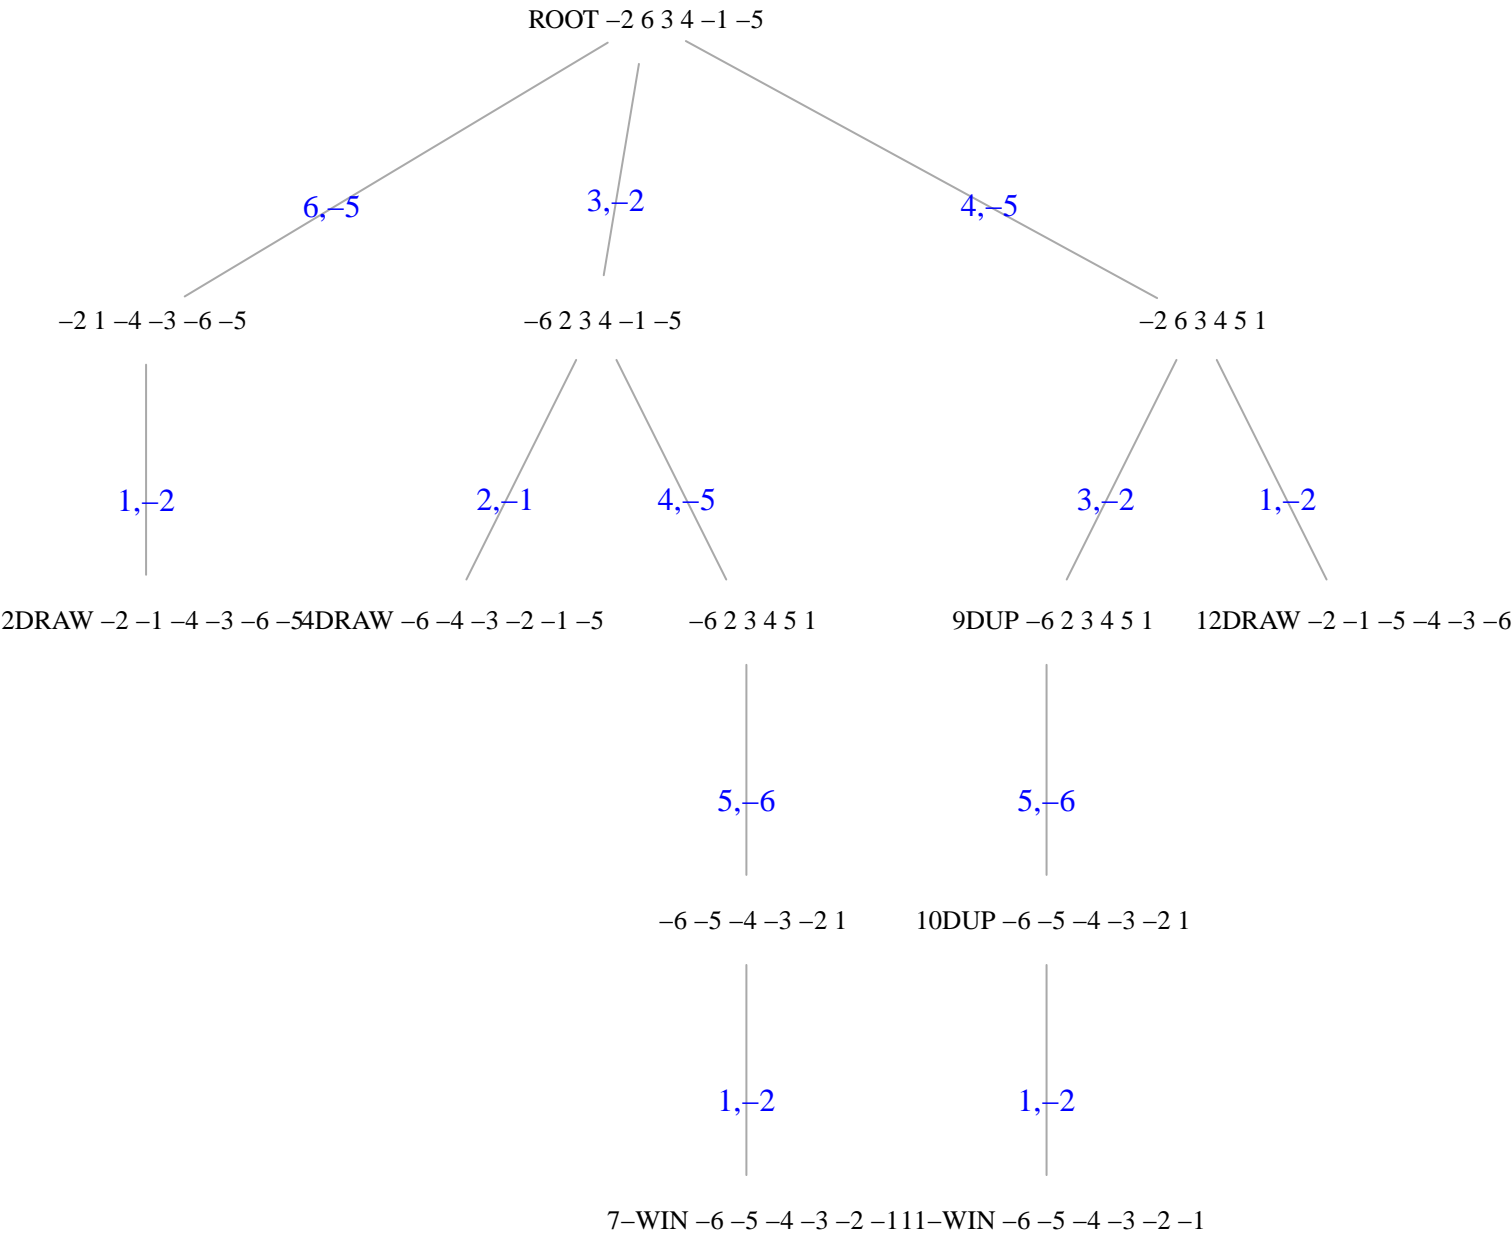 ROOT –2 6 3 4 –1 –5
6,–5
3,–2
4,–5
–2 1 –4 –3 –6 –5
–6 2 3 4 –1 –5
–2 6 3 4 5 1
1,–2
2,–1
4,–5
3,–2
1,–2
2DRAW –2 –1 –4 –3 –6 –5
4DRAW –6 –4 –3 –2 –1 –5
–6 2 3 4 5 1
9DUP –6 2 3 4 5 1
12DRAW –2 –1 –5 –4 –3 –6
5,–6
5,–6
–6 –5 –4 –3 –2 1
10DUP –6 –5 –4 –3 –2 1
1,–2
1,–2
7–WIN –6 –5 –4 –3 –2 –1
11–WIN –6 –5 –4 –3 –2 –1